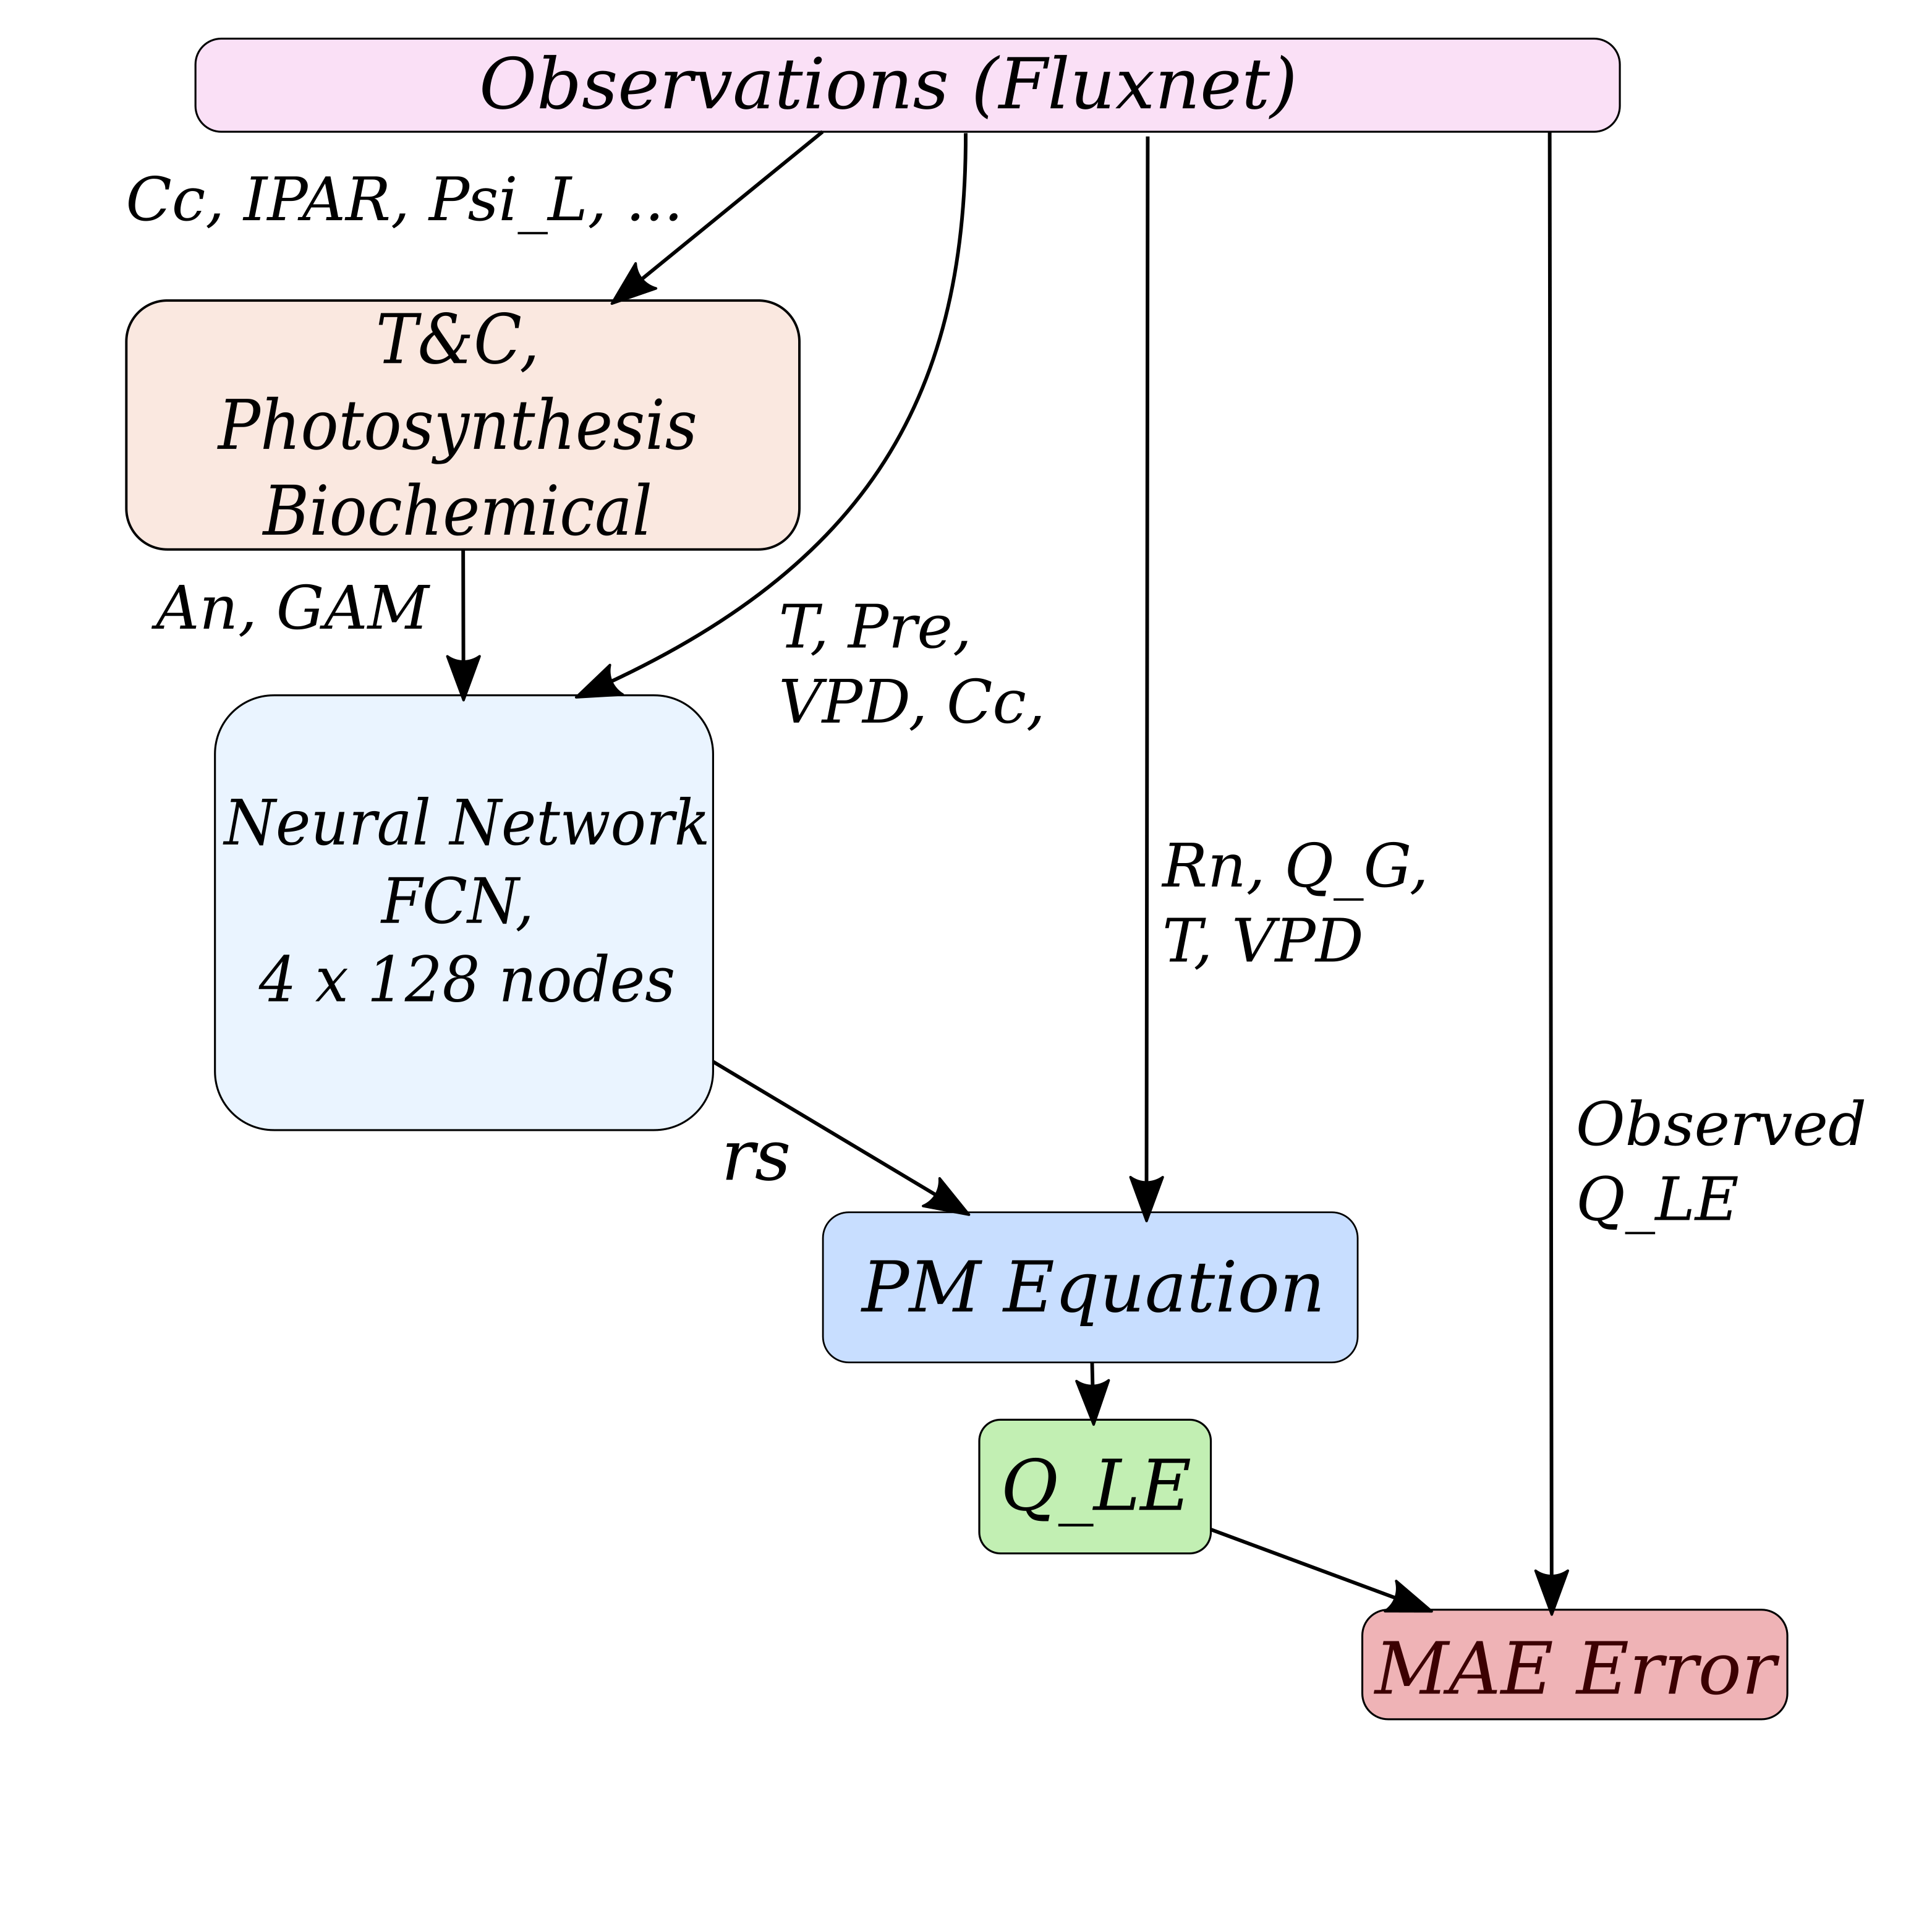 Observations (Fluxnet)
Cc, IPAR, Psi_L, ...
T&C,
Photosynthesis
Biochemical
An, GAM
T, Pre,
VPD, Cc,
Neural Network
FCN,
4 x 128 nodes
Rn, Q_G,
T, VPD
rs
Observed
Q_LE
PM Equation
Q_LE
MAE Error